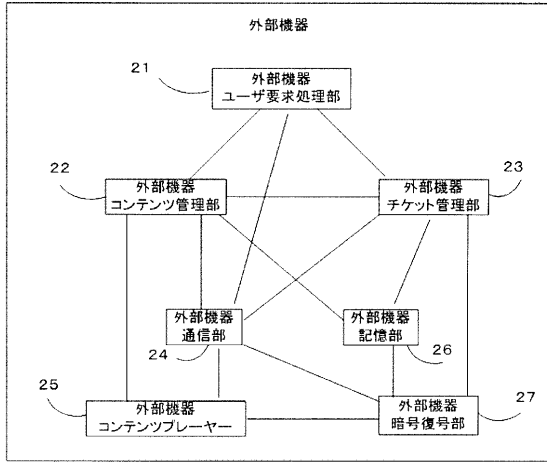 外部機器
21
外部機器
ユーザ要求処理部
22
外部機器
コンテンツ管理部
23
外部機器
チケット管理部
外部機器
通信部
24
外部機器
記憶部
26
25
外部機器
コンテンツプレーヤー
外部機器
暗号復号部
27